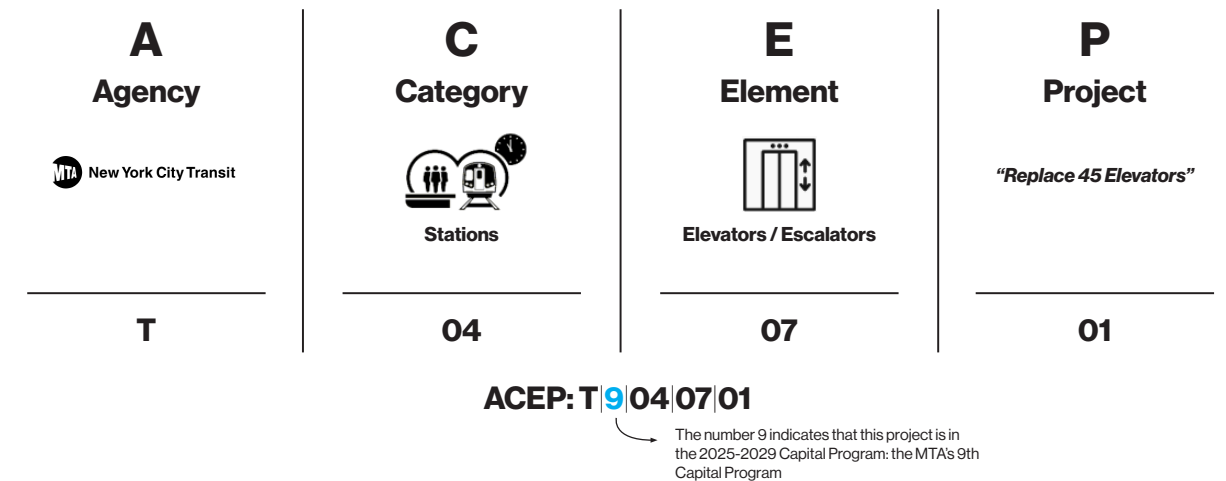 A
Agency
MTA New York City Transit
T
C
Category
Stations
04
E
Element
Elevators / Escalators
07
P
Project
“Replace 45 Elevators”
01
ACEP: T|9|04|07|01
The number 9 indicates that this project is in
the 2025-2029 Capital Program: the MTA’s 9th
Capital Program